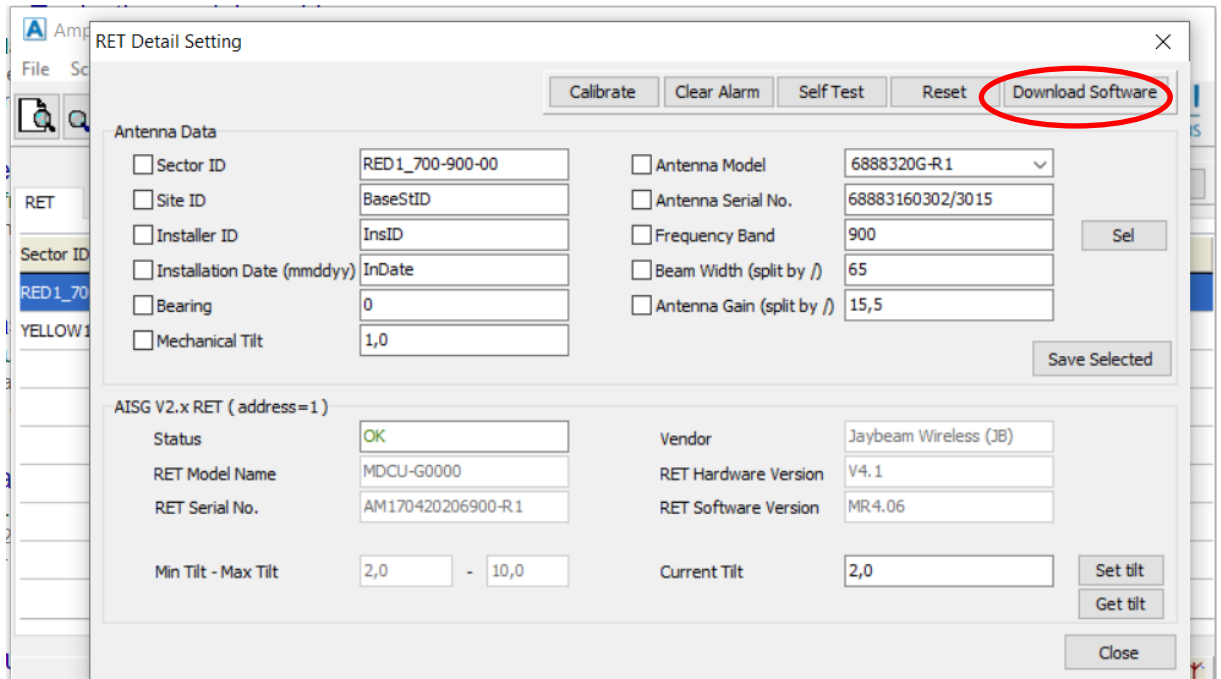 Amp
RET Detail Setting
File Sc
Calibrate Clear Alarm Self Test Reset Download Software
Antenna Data
Sector ID RED1_700-900-00 Antenna Model 6888320G-R1
RET Site ID BaseStID Antenna Serial No. 68883160302/3015
Installer ID InsID Frequency Band 900 Sel
Sector ID Installation Date (mmddyy) InDate Beam Width (split by /) 65
RED1_70 Bearing 0 Antenna Gain (split by /) 15,5
YELLOW1 Mechanical Tilt 1,0
Save Selected
AISG V2.x RET ( address=1 )
Status OK Vendor Jaybeam Wireless (JB)
RET Model Name MDCU-G0000 RET Hardware Version V4.1
RET Serial No. AM170420206900-R1 RET Software Version MR4.06
Min Tilt - Max Tilt 2,0 - 10,0 Current Tilt 2,0 Set tilt
Get tilt
Close